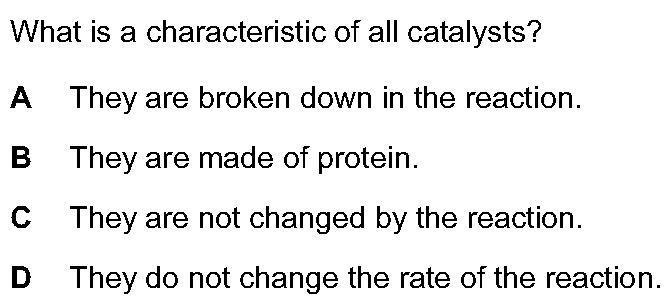 What is a characteristic of all catalysts?
A They are broken down in the reaction.
B They are made of protein.
C They are not changed by the reaction.
D They do not change the rate of the reaction.